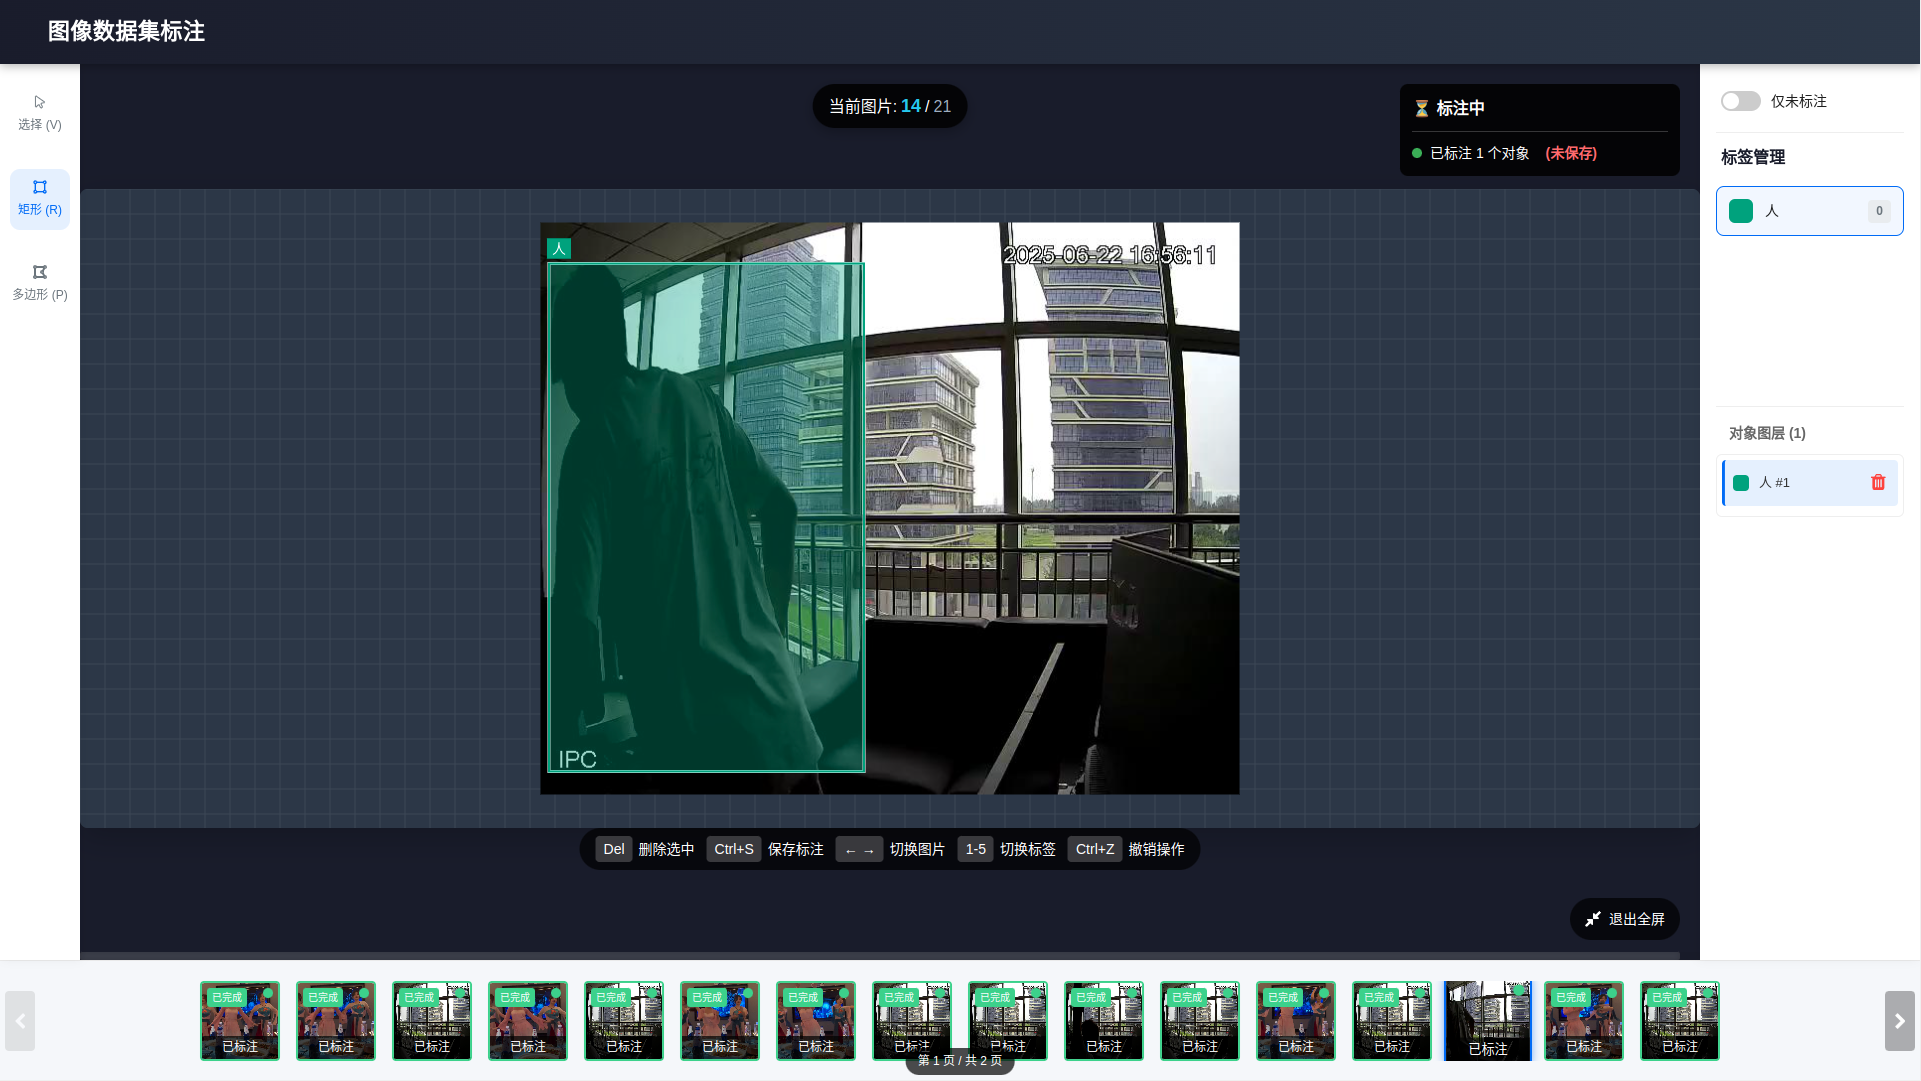 图像数据集标注
选择 (V)
矩形 (R)
多边形 (P)
当前图片: 14 / 21
⏳ 标注中
已标注 1 个对象 (未保存)
仅未标注
标签管理
人 0
对象图层 (1)
人 #1
人
2025-06-22 16:56:11
IPC
Del 删除选中 Ctrl+S 保存标注 ← → 切换图片 1-5 切换标签 Ctrl+Z 撤销操作
退出全屏
已完成 已完成 已完成 已完成 已完成 已完成 已完成 已完成 已完成 已完成 已完成 已完成 已完成 已完成 已完成
已标注 已标注 已标注 已标注 已标注 已标注 已标注 已标注 已标注 已标注 已标注 已标注 已标注 已标注 已标注 已标注
第 1 页 / 共 2 页